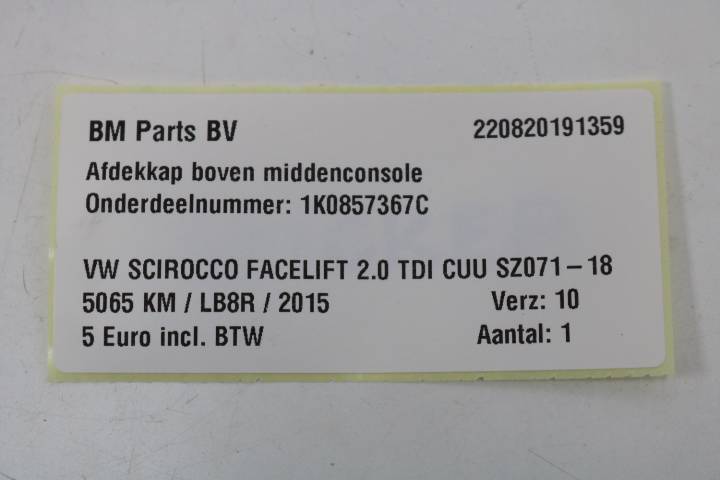 BM Parts BV 220820191359
Afdekkap boven middenconsole
Onderdeelnummer: 1K0857367C
VW SCIROCCO FACELIFT 2.0 TDI CUU SZ071-18
5065 KM / LB8R / 2015 Verz: 10
5 Euro incl. BTW Aantal: 1